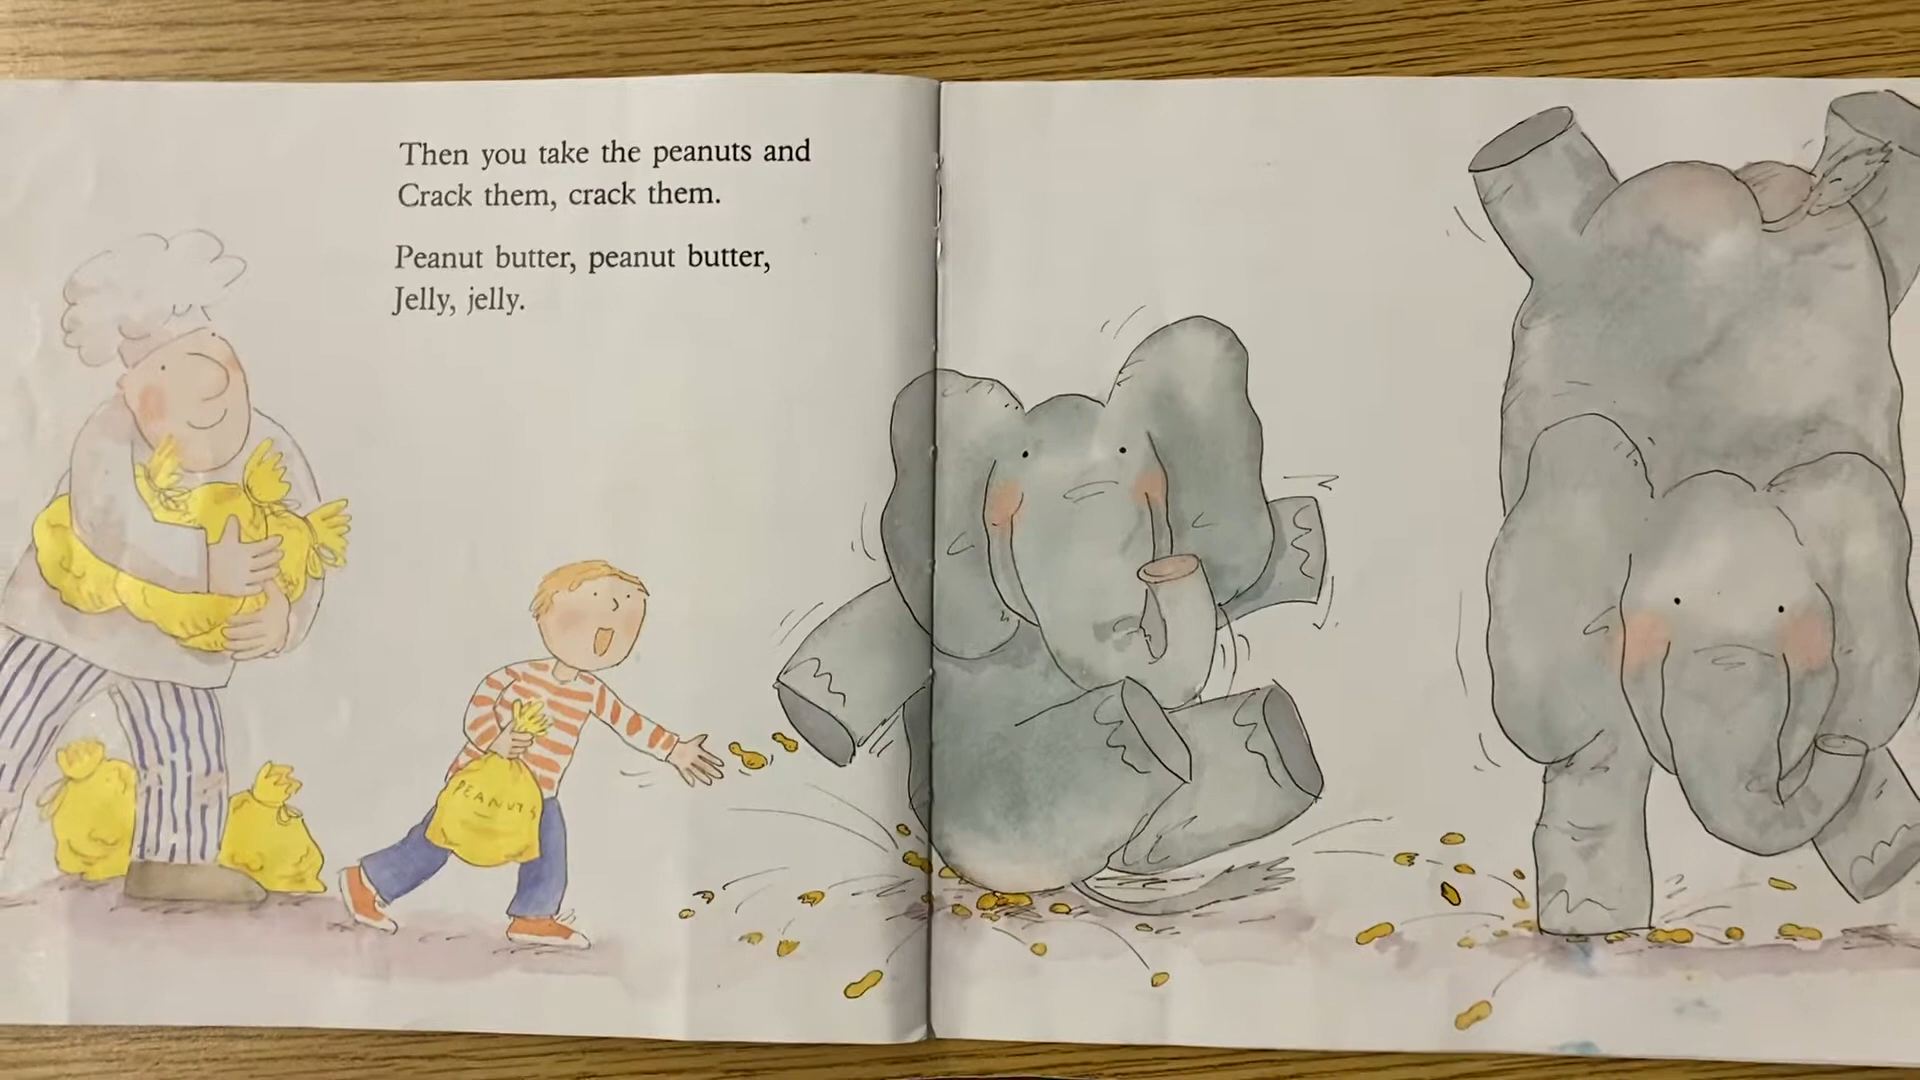 Then you take the peanuts and
Crack them, crack them.
Peanut butter, peanut butter,
Jelly, jelly.
PEANUTS